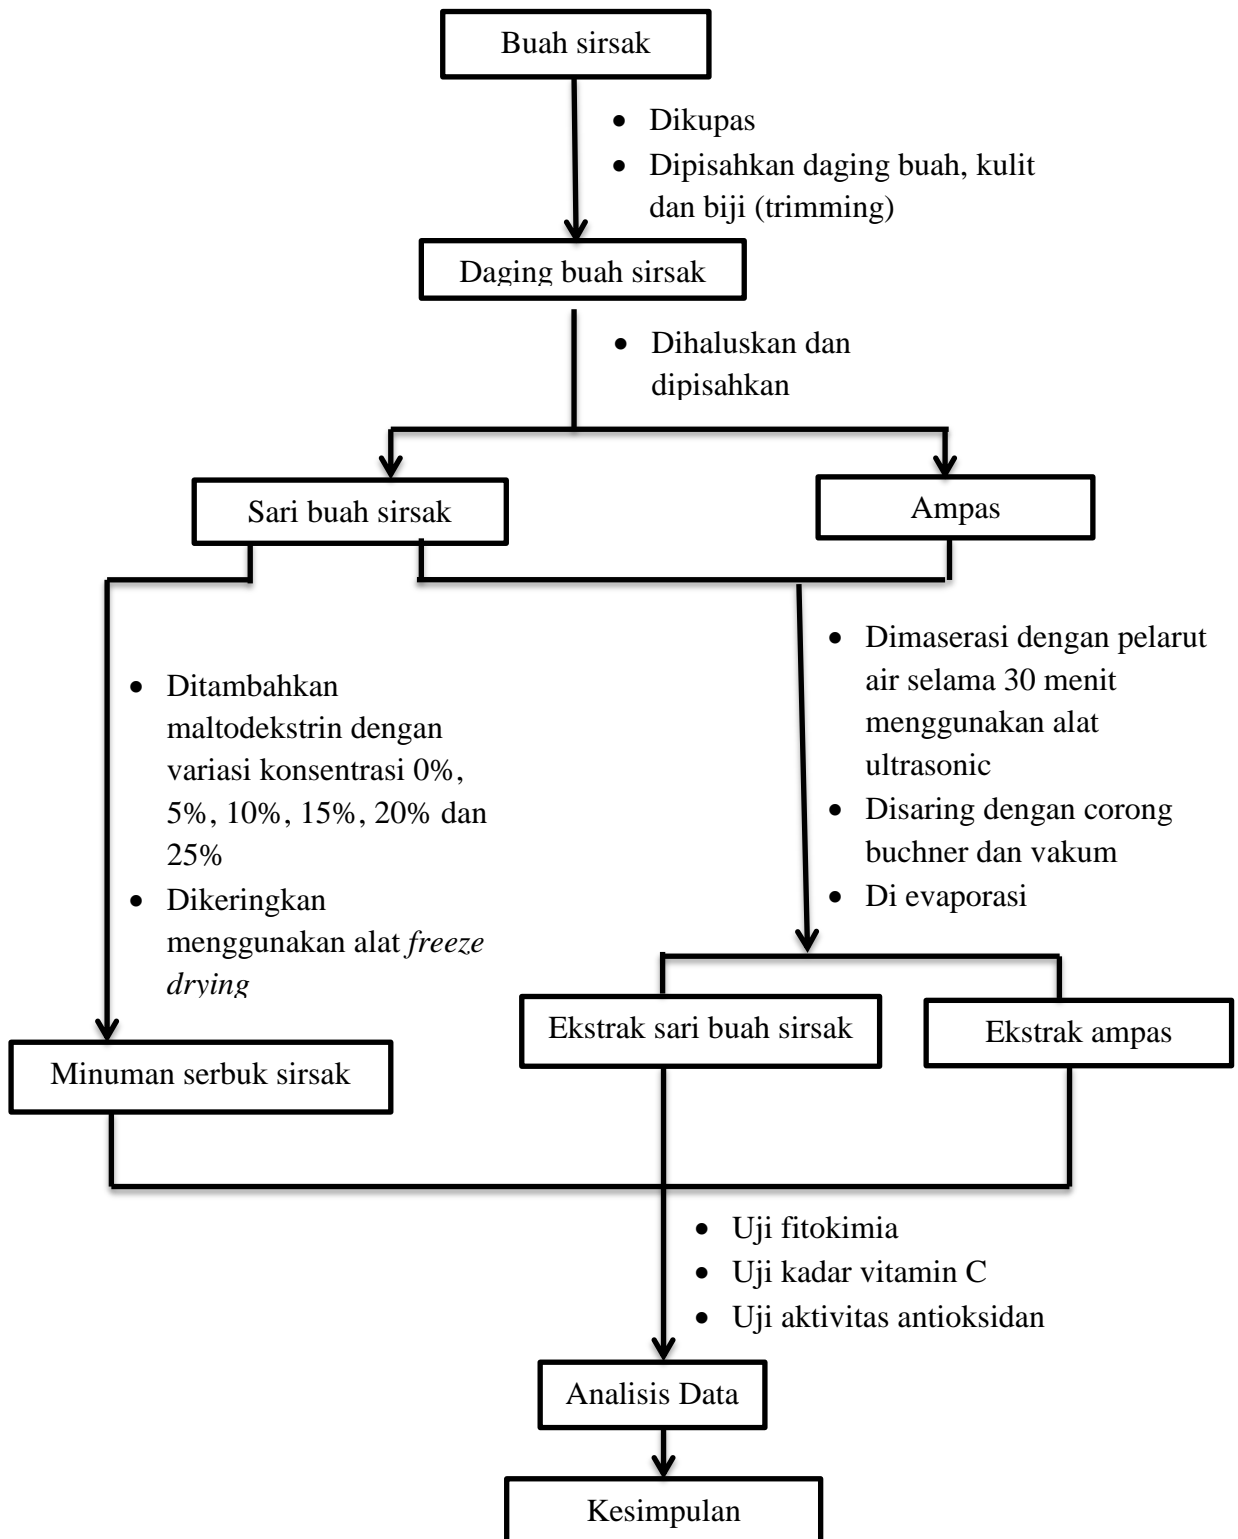 Buah sirsak
• Dikupas
• Dipisahkan daging buah, kulit
dan biji (trimming)
Daging buah sirsak
• Dihaluskan dan
dipisahkan
Sari buah sirsak
Ampas
• Ditambahkan
maltodekstrin dengan
variasi konsentrasi 0%,
5%, 10%, 15%, 20% dan
25%
• Dikeringkan
menggunakan alat freeze
drying
• Dimaserasi dengan pelarut
air selama 30 menit
menggunakan alat
ultrasonic
• Disaring dengan corong
buchner dan vakum
• Di evaporasi
Minuman serbuk sirsak
Ekstrak sari buah sirsak
Ekstrak ampas
• Uji fitokimia
• Uji kadar vitamin C
• Uji aktivitas antioksidan
Analisis Data
Kesimpulan